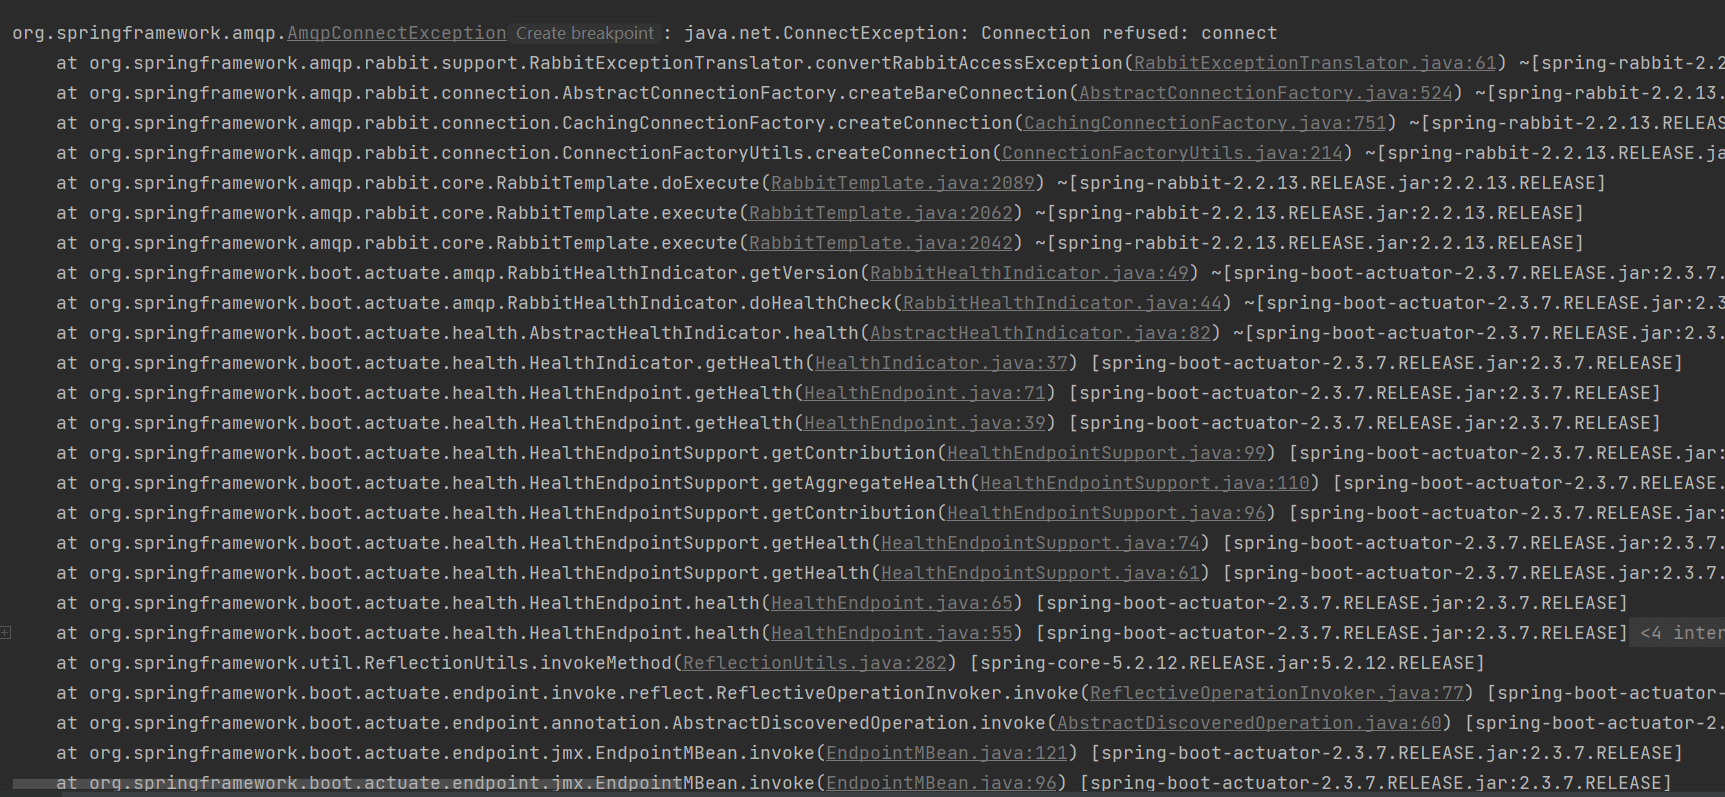 org.springframework.amqp.AmqpConnectException Create breakpoint : java.net.ConnectException: Connection refused: connect
at org.springframework.amqp.rabbit.support.RabbitExceptionTranslator.convertRabbitAccessException(RabbitExceptionTranslator.java:61) ~[spring-rabbit-2.2
at org.springframework.amqp.rabbit.connection.AbstractConnectionFactory.createBareConnection(AbstractConnectionFactory.java:524) ~[spring-rabbit-2.2.13.
at org.springframework.amqp.rabbit.connection.CachingConnectionFactory.createConnection(CachingConnectionFactory.java:751) ~[spring-rabbit-2.2.13.RELEAS
at org.springframework.amqp.rabbit.connection.ConnectionFactoryUtils.createConnection(ConnectionFactoryUtils.java:214) ~[spring-rabbit-2.2.13.RELEASE.ja
at org.springframework.amqp.rabbit.core.RabbitTemplate.doExecute(RabbitTemplate.java:2089) ~[spring-rabbit-2.2.13.RELEASE.jar:2.2.13.RELEASE]
at org.springframework.amqp.rabbit.core.RabbitTemplate.execute(RabbitTemplate.java:2062) ~[spring-rabbit-2.2.13.RELEASE.jar:2.2.13.RELEASE]
at org.springframework.amqp.rabbit.core.RabbitTemplate.execute(RabbitTemplate.java:2042) ~[spring-rabbit-2.2.13.RELEASE.jar:2.2.13.RELEASE]
at org.springframework.boot.actuate.amqp.RabbitHealthIndicator.getVersion(RabbitHealthIndicator.java:49) ~[spring-boot-actuator-2.3.7.RELEASE.jar:2.3.7.
at org.springframework.boot.actuate.amqp.RabbitHealthIndicator.doHealthCheck(RabbitHealthIndicator.java:44) ~[spring-boot-actuator-2.3.7.RELEASE.jar:2.3
at org.springframework.boot.actuate.health.AbstractHealthIndicator.health(AbstractHealthIndicator.java:82) ~[spring-boot-actuator-2.3.7.RELEASE.jar:2.3.
at org.springframework.boot.actuate.health.HealthIndicator.getHealth(HealthIndicator.java:37) [spring-boot-actuator-2.3.7.RELEASE.jar:2.3.7.RELEASE]
at org.springframework.boot.actuate.health.HealthEndpoint.getHealth(HealthEndpoint.java:71) [spring-boot-actuator-2.3.7.RELEASE.jar:2.3.7.RELEASE]
at org.springframework.boot.actuate.health.HealthEndpoint.getHealth(HealthEndpoint.java:39) [spring-boot-actuator-2.3.7.RELEASE.jar:2.3.7.RELEASE]
at org.springframework.boot.actuate.health.HealthEndpointSupport.getContribution(HealthEndpointSupport.java:99) [spring-boot-actuator-2.3.7.RELEASE.jar:
at org.springframework.boot.actuate.health.HealthEndpointSupport.getAggregateHealth(HealthEndpointSupport.java:110) [spring-boot-actuator-2.3.7.RELEASE.
at org.springframework.boot.actuate.health.HealthEndpointSupport.getContribution(HealthEndpointSupport.java:96) [spring-boot-actuator-2.3.7.RELEASE.jar:
at org.springframework.boot.actuate.health.HealthEndpointSupport.getHealth(HealthEndpointSupport.java:74) [spring-boot-actuator-2.3.7.RELEASE.jar:2.3.7.
at org.springframework.boot.actuate.health.HealthEndpointSupport.getHealth(HealthEndpointSupport.java:61) [spring-boot-actuator-2.3.7.RELEASE.jar:2.3.7.
at org.springframework.boot.actuate.health.HealthEndpoint.health(HealthEndpoint.java:65) [spring-boot-actuator-2.3.7.RELEASE.jar:2.3.7.RELEASE]
at org.springframework.boot.actuate.health.HealthEndpoint.health(HealthEndpoint.java:55) [spring-boot-actuator-2.3.7.RELEASE.jar:2.3.7.RELEASE] <4 inter
at org.springframework.util.ReflectionUtils.invokeMethod(ReflectionUtils.java:282) [spring-core-5.2.12.RELEASE.jar:5.2.12.RELEASE]
at org.springframework.boot.actuate.endpoint.invoke.reflect.ReflectiveOperationInvoker.invoke(ReflectiveOperationInvoker.java:77) [spring-boot-actuator-
at org.springframework.boot.actuate.endpoint.annotation.AbstractDiscoveredOperation.invoke(AbstractDiscoveredOperation.java:60) [spring-boot-actuator-2.
at org.springframework.boot.actuate.endpoint.jmx.EndpointMBean.invoke(EndpointMBean.java:121) [spring-boot-actuator-2.3.7.RELEASE.jar:2.3.7.RELEASE]
at org.springframework.boot.actuate.endpoint.jmx.EndpointMBean.invoke(EndpointMBean.java:96) [spring-boot-actuator-2.3.7.RELEASE.jar:2.3.7.RELEASE]